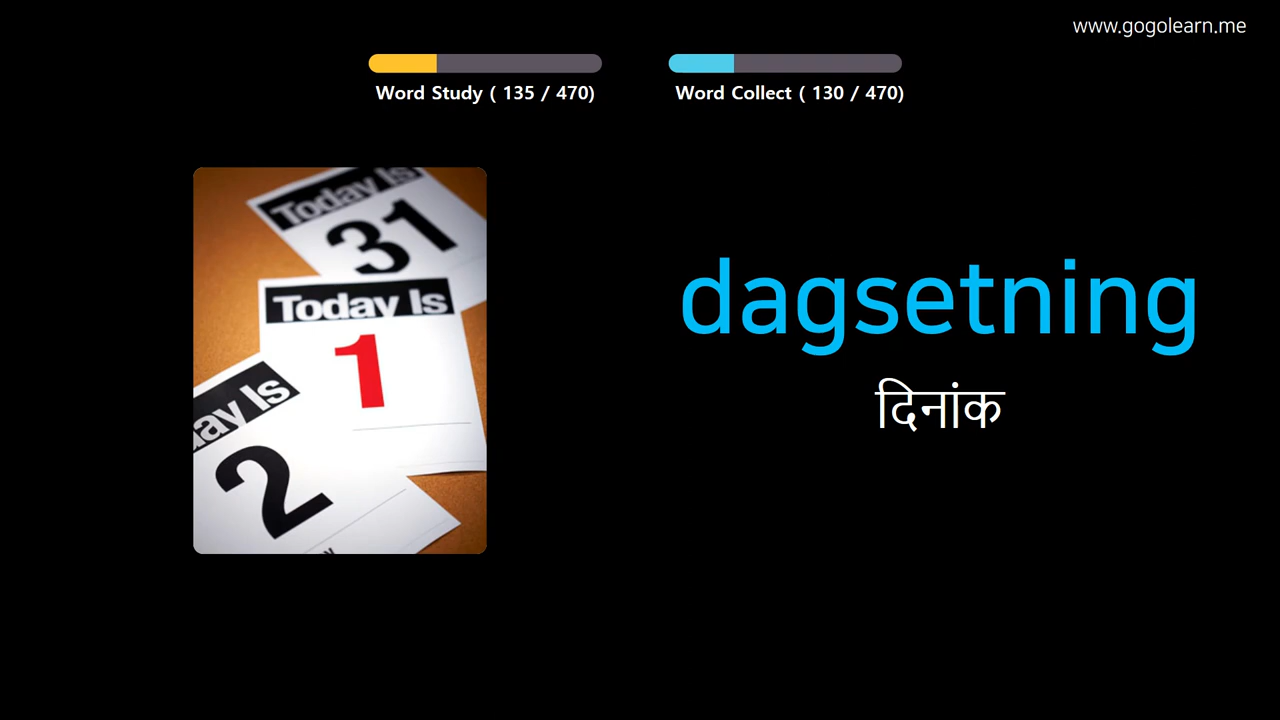 www.gogolearn.me
Word Study ( 135 / 470)
Word Collect ( 130 / 470)
Today Is
31
Today Is
1
ay Is
2
dagsetning
दिनांक